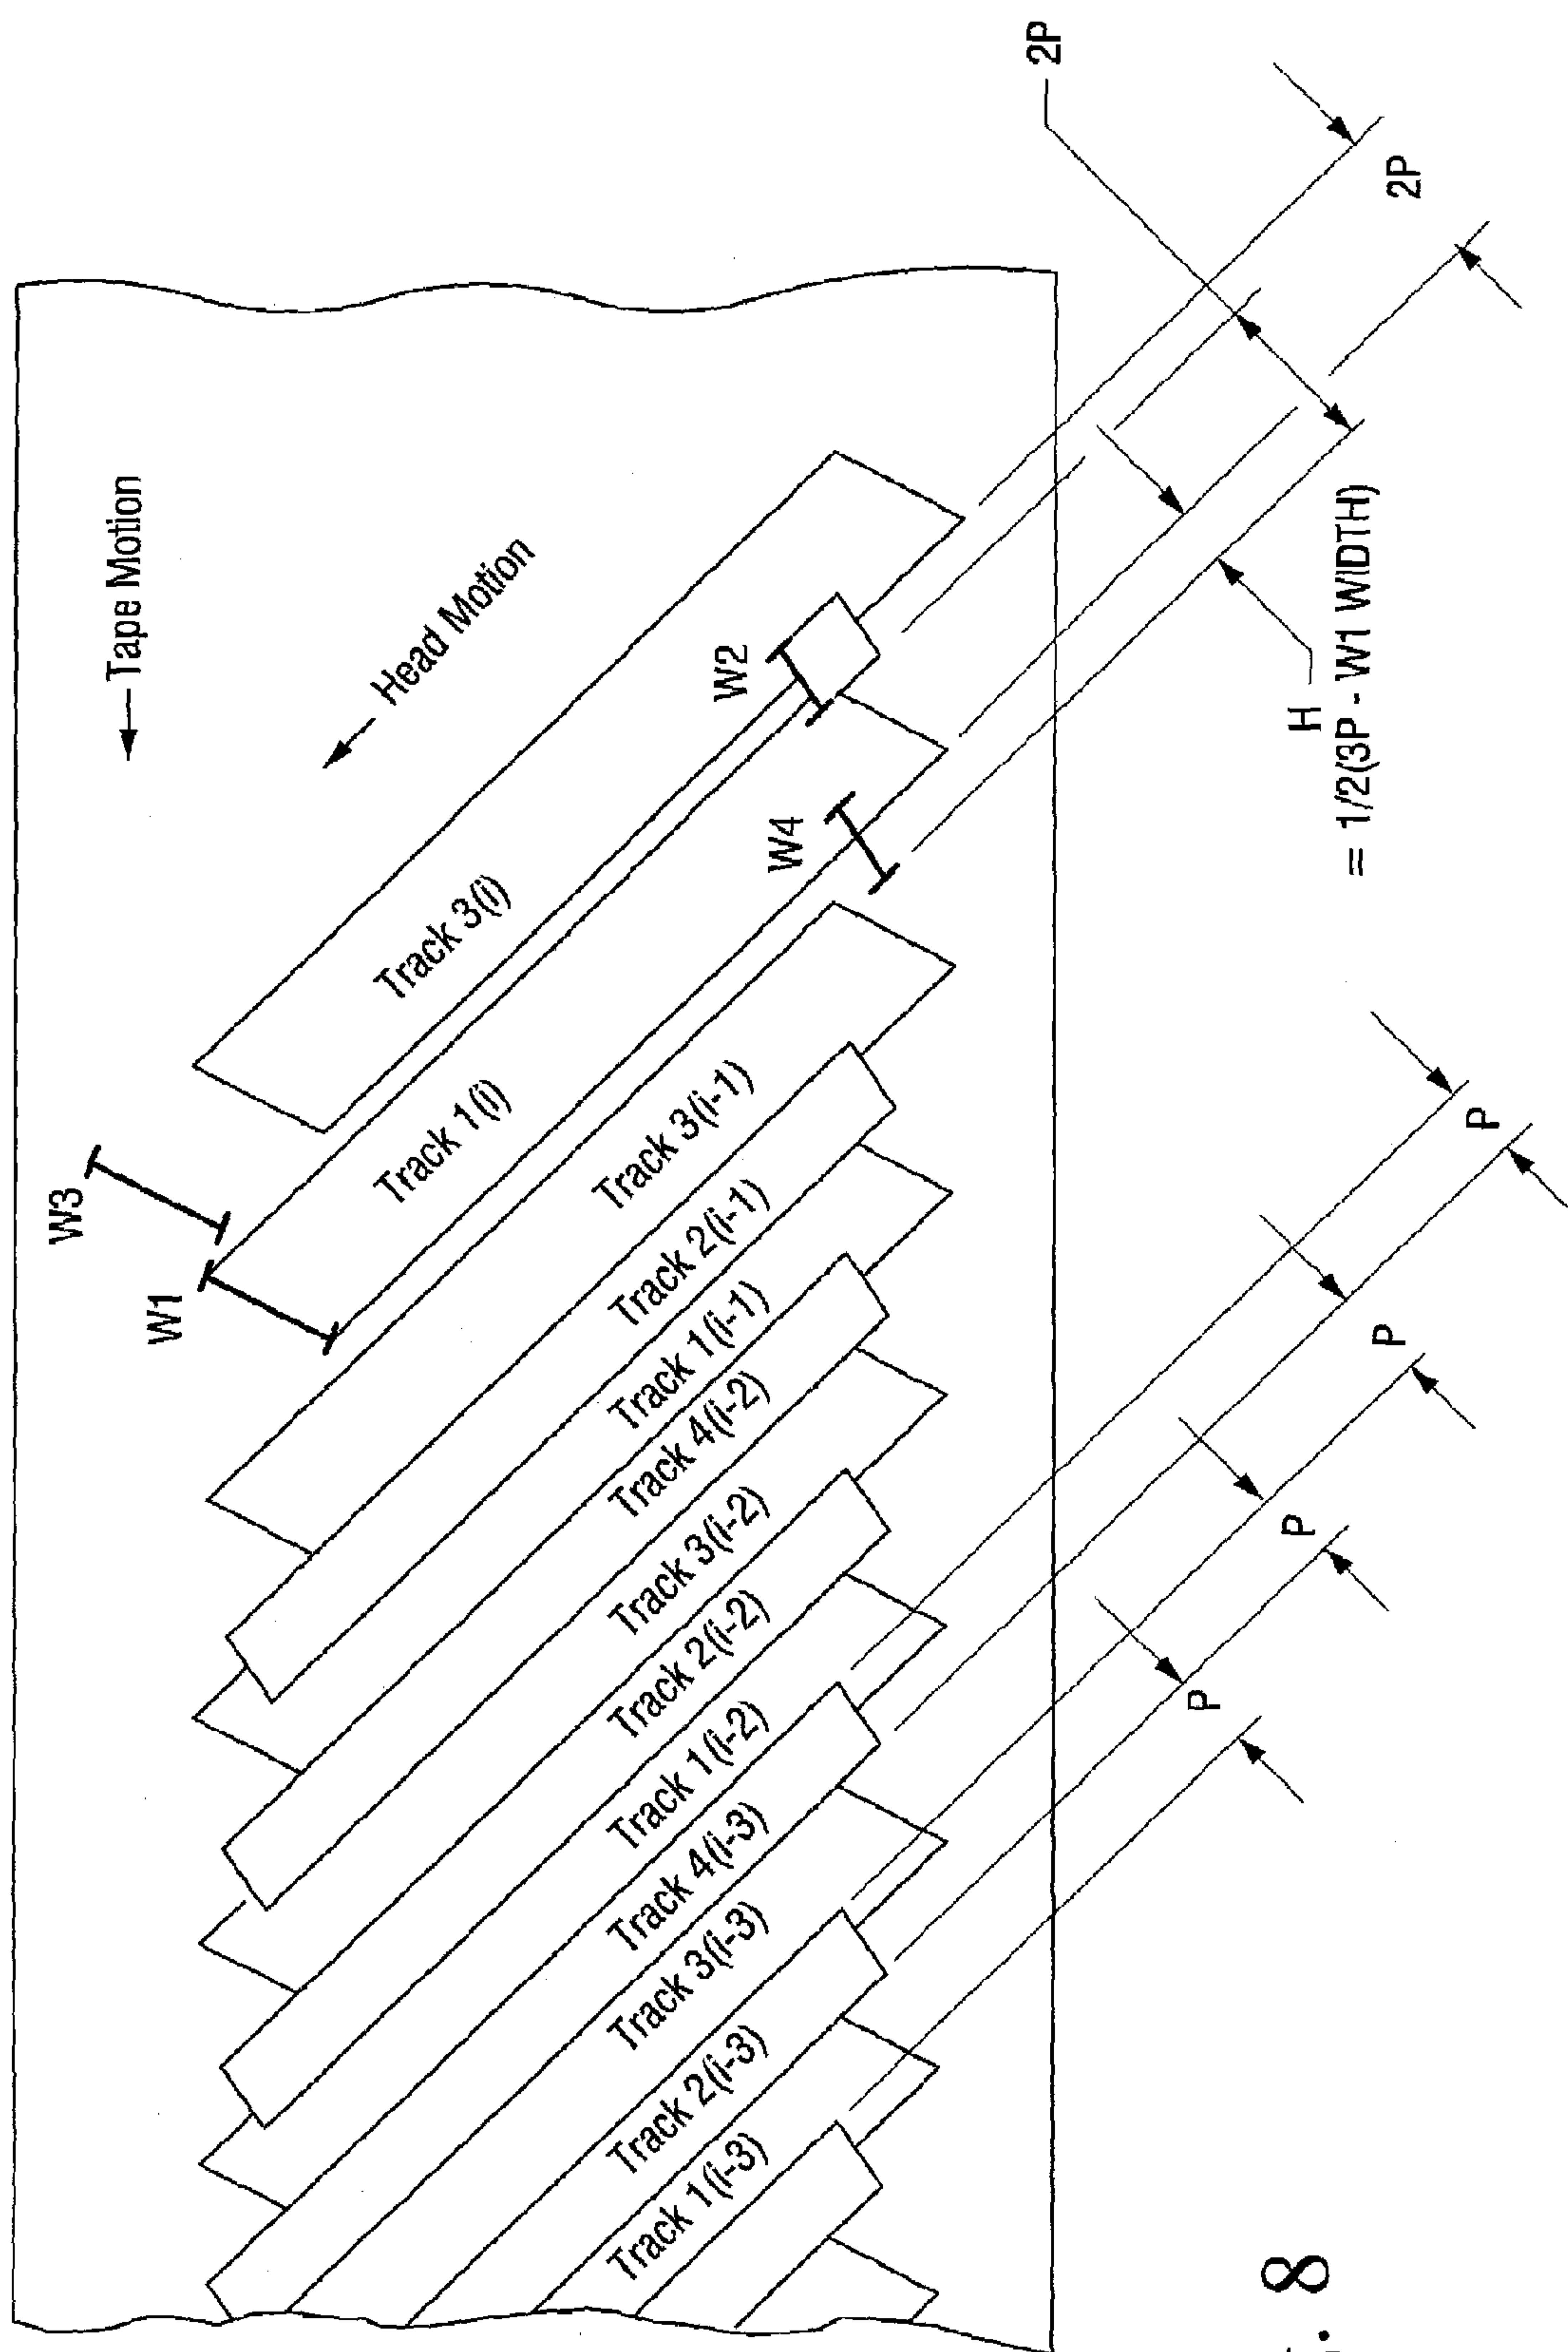 2P
2P
← Tape Motion
Head Motion
W2
W4
H
= 1/2(3P - W1 WIDTH)
W3
W1
Track 3(i)
Track 1(i)
Track 3(i-1)
Track 2(i-1)
Track 1(i-1)
Track 4(i-2)
Track 3(i-2)
Track 2(i-2)
Track 1(i-2)
Track 4(i-3)
Track 3(i-3)
Track 2(i-3)
Track 1(i-3)
P
P
P
P
8